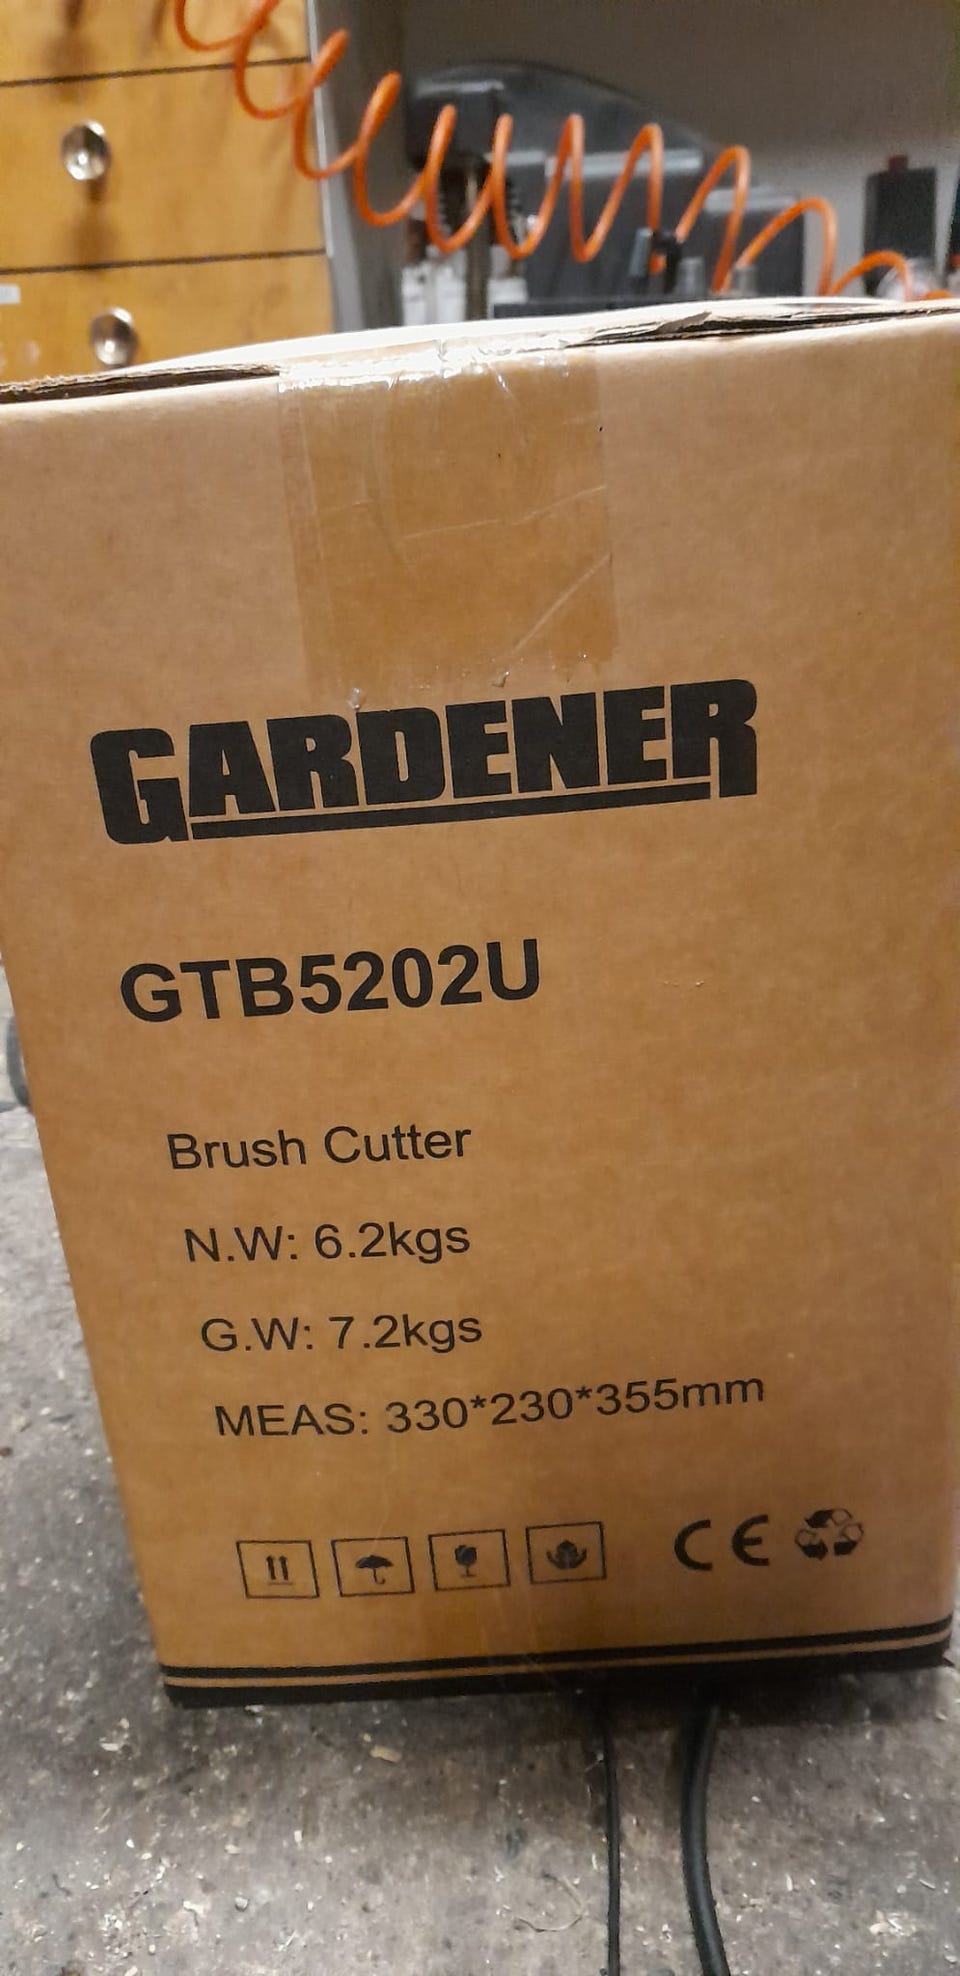 GARDENER
GTB5202U
Brush Cutter
N.W: 6.2kgs
G.W: 7.2kgs
MEAS: 330*230*355mm
CE